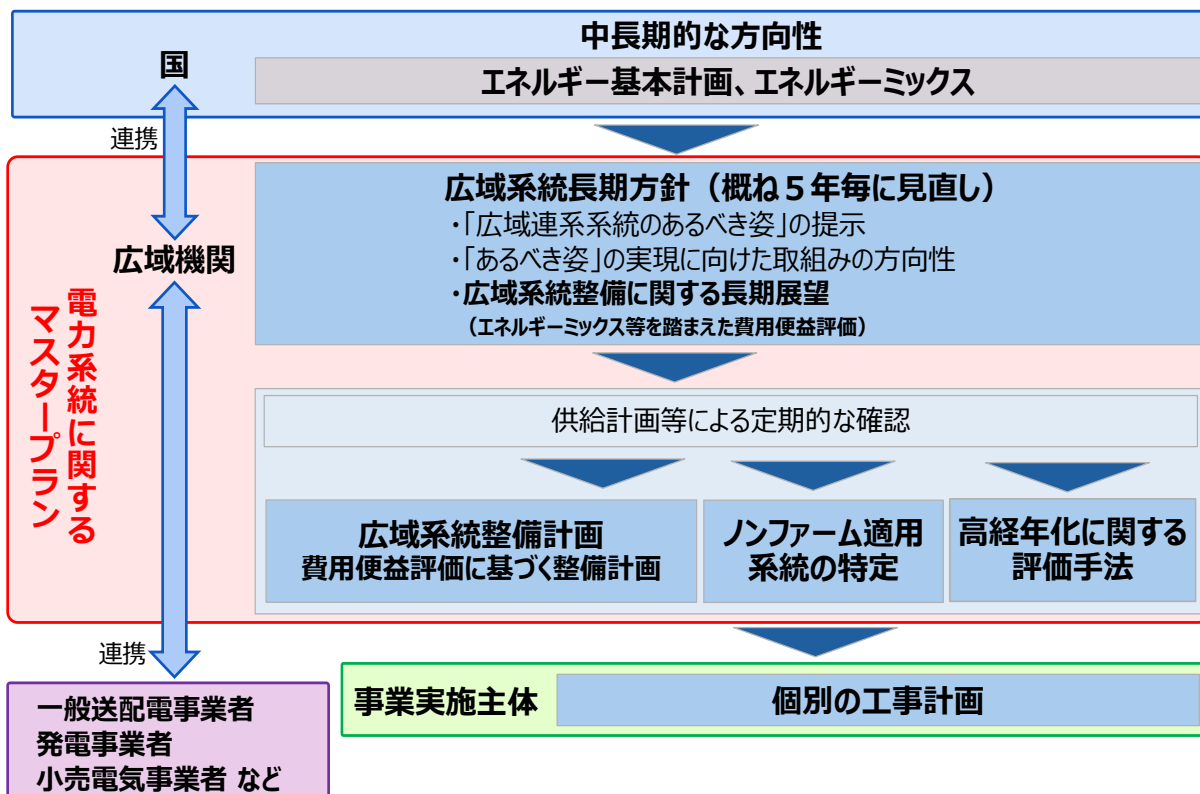 中長期的な方向性
国
エネルギー基本計画、エネルギーミックス
連携
広域系統長期方針（概ね５年毎に見直し）
・「広域連系系統のあるべき姿」の提示
・「あるべき姿」の実現に向けた取組みの方向性
・広域系統整備に関する長期展望
（エネルギーミックス等を踏まえた費用便益評価）
広域機関
電力系統に関する
マスタープラン
供給計画等による定期的な確認
広域系統整備計画
費用便益評価に基づく整備計画
ノンファーム適用
系統の特定
高経年化に関する
評価手法
連携
一般送配電事業者
発電事業者
小売電気事業者 など
事業実施主体
個別の工事計画